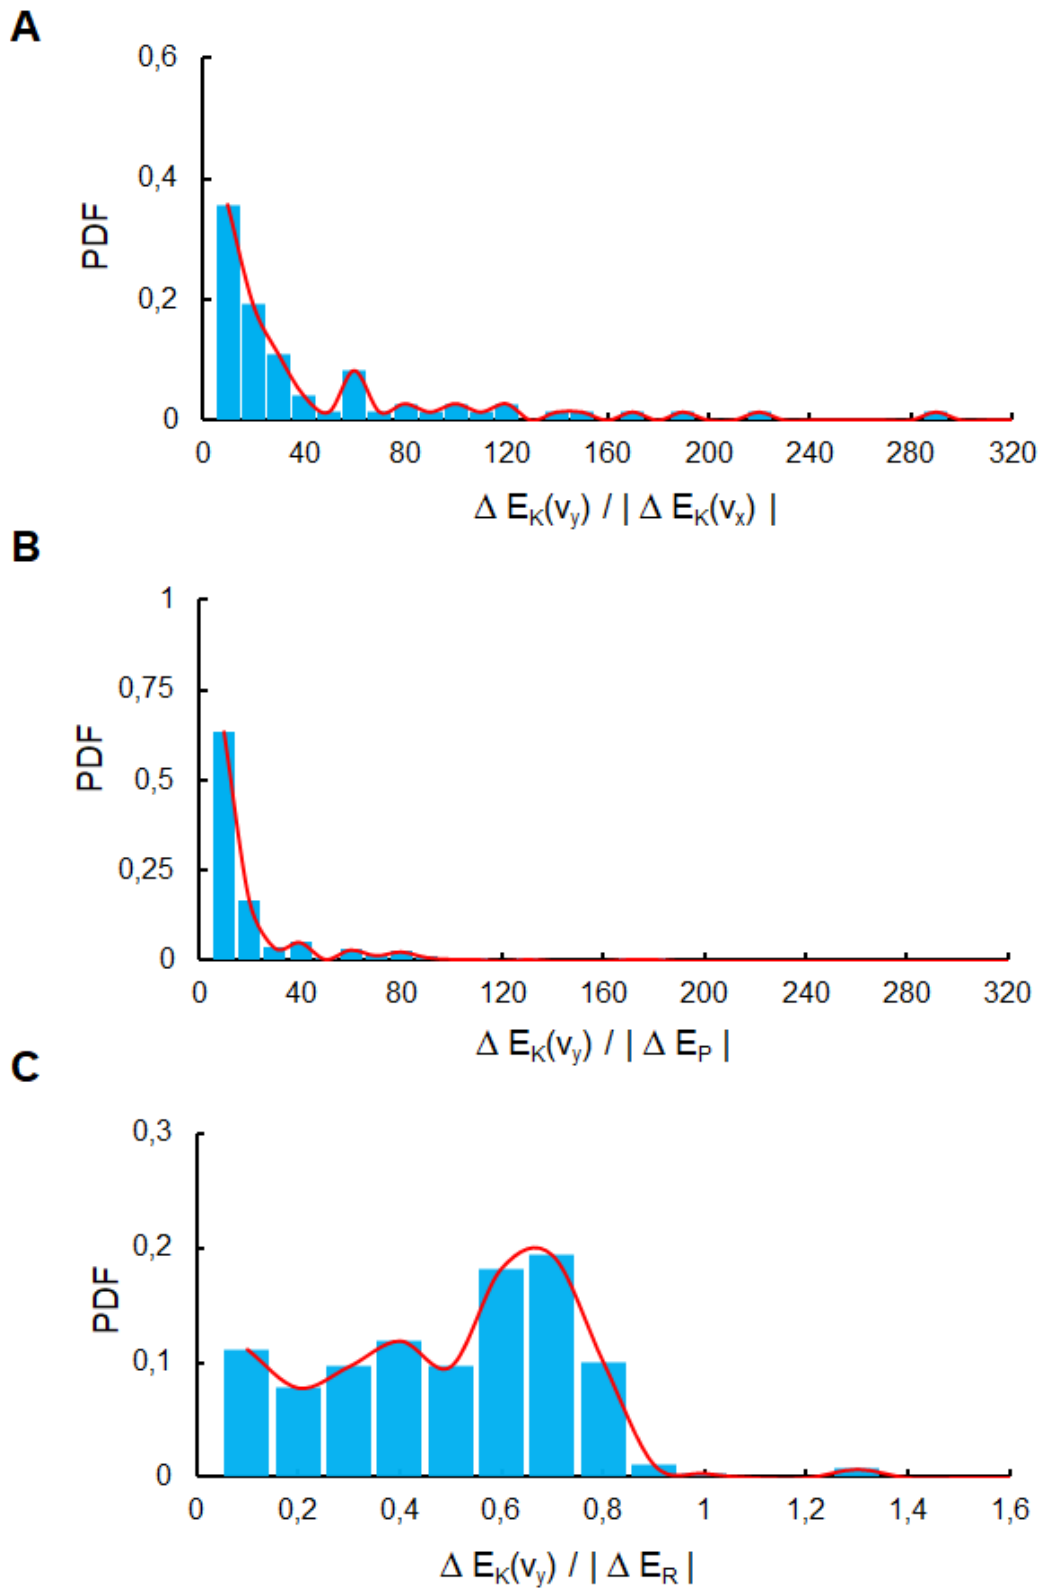 A
0,6
0,4
0,2
0
PDF
0 40 80 120 160 200 240 280 320
Δ E_K(v_y) / | Δ E_K(v_x) |
B
1
0,75
0,5
0,25
0
PDF
0 40 80 120 160 200 240 280 320
Δ E_K(v_y) / | Δ E_P |
C
0,3
0,2
0,1
0
PDF
0 0,2 0,4 0,6 0,8 1 1,2 1,4 1,6
Δ E_K(v_y) / | Δ E_R |